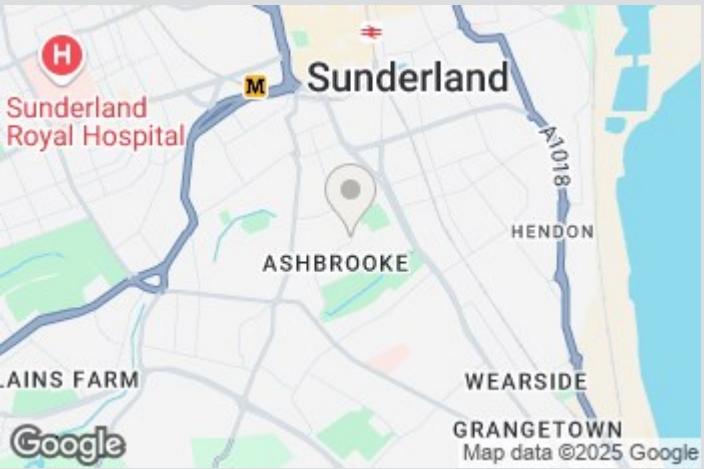 H
Sunderland
M
Sunderland
Royal Hospital
A1018
HENDON
ASHBROOKE
LAINS FARM
WEARSIDE
GRANGETOWN
Google
Map data ©2025 Google